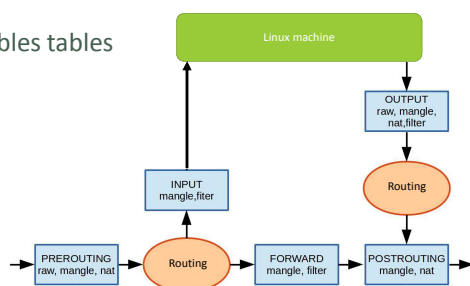 bles tables
Linux machine
OUTPUT
raw, mangle,
nat,filter
Routing
INPUT
mangle,fiter
PREROUTING
raw, mangle, nat
Routing
FORWARD
mangle, filter
POSTROUTING
mangle, nat